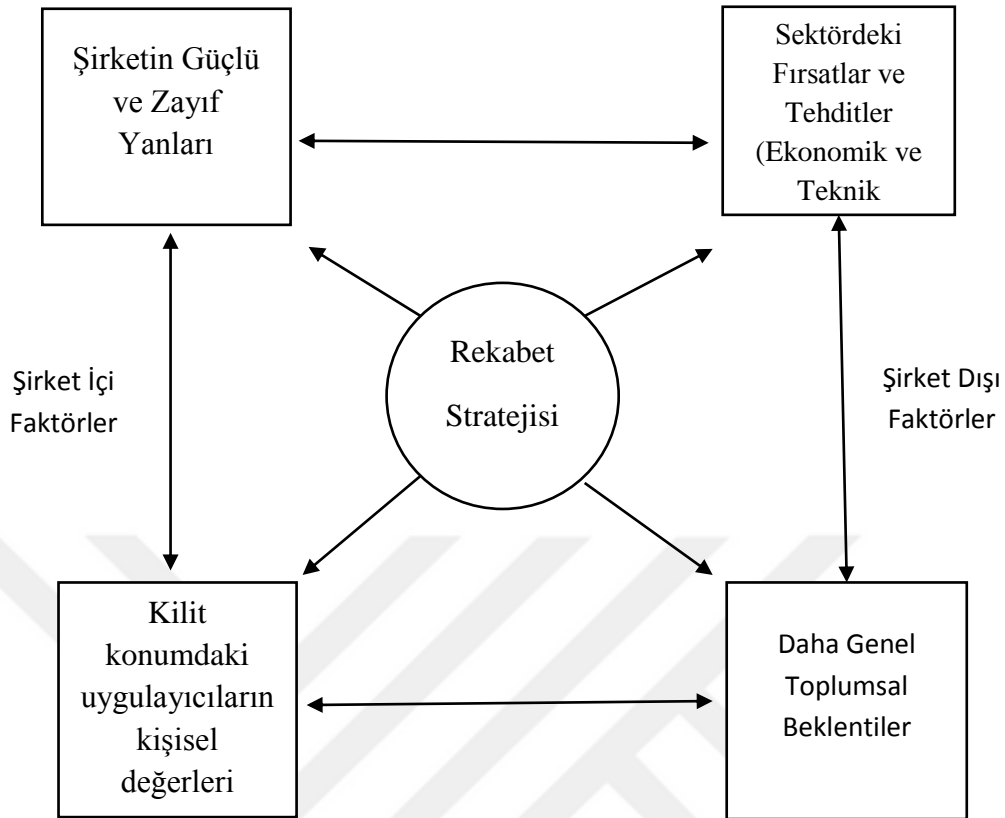 Şirketin Güçlü
ve Zayıf
Yanları
Sektördeki
Fırsatlar ve
Tehditler
(Ekonomik ve
Teknik
Rekabet
Stratejisi
Şirket İçi
Faktörler
Şirket Dışı
Faktörler
Kilit
konumdaki
uygulayıcıların
kişisel
değerleri
Daha Genel
Toplumsal
Beklentiler